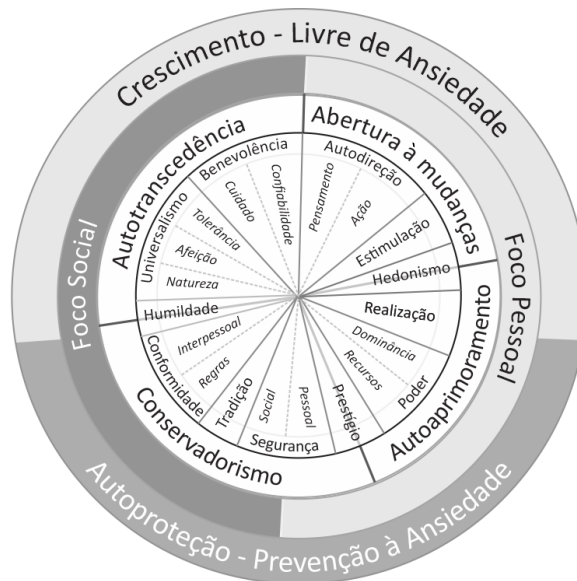 Crescimento - Livre de Ansiedade
Foco Social
Foco Pessoal
Autotranscedência
Abertura à mudanças
Benevolência
Autodireção
Cuidado
Confiabilidade
Pensamento
Ação
Universalismo
Tolerância
Afeição
Natureza
Estimulação
Hedonismo
Humildade
Realização
Conformidade
Interpessoal
Regras
Dominância
Recursos
Poder
Autoaprimoramento
Tradição
Social
Pessoal
Prestígio
Segurança
Conservadorismo
Autoproteção - Prevenção à Ansiedade